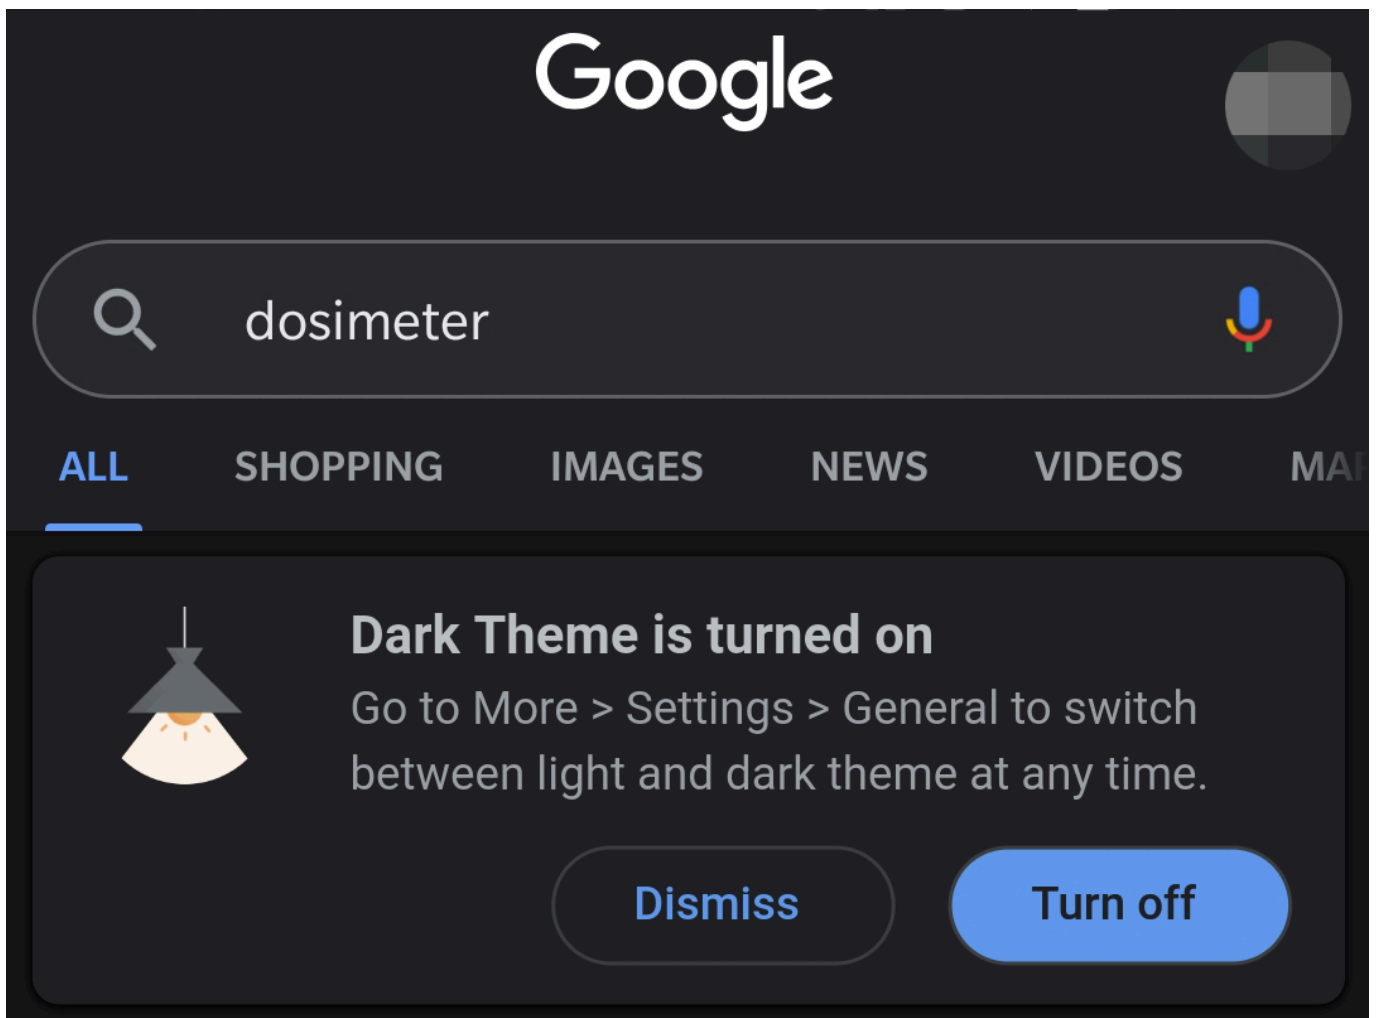 Google
dosimeter
ALL SHOPPING IMAGES NEWS VIDEOS
Dark Theme is turned on
Go to More > Settings > General to switch
between light and dark theme at any time.
Dismiss Turn off